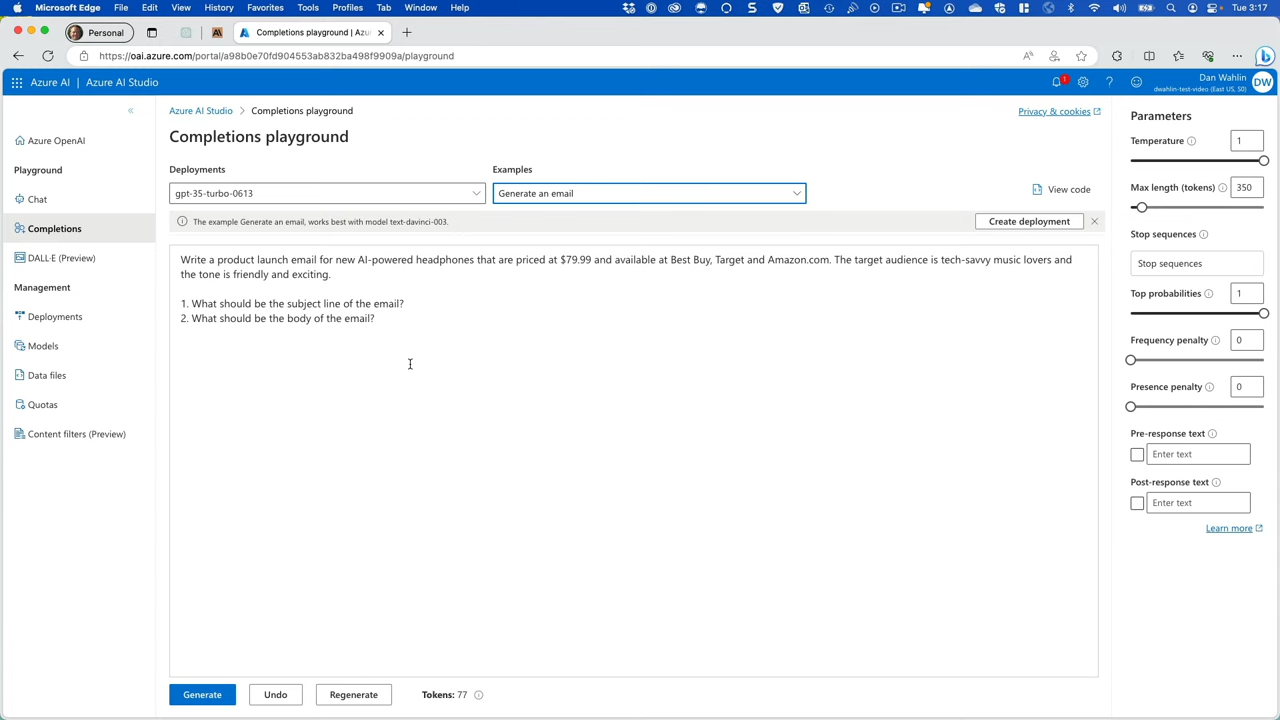 Microsoft Edge File Edit View History Favorites Tools Profiles Tab Window Help Tue 3:17
Personal
Completions playground | Azu
https://oai.azure.com/portal/a98b0e70fd904553ab832ba498f9909a/playground
Azure AI | Azure AI Studio
1
Dan Wahlin
dwahlin-test-video (East US, S0)
DW
Azure AI Studio > Completions playground
Privacy & cookies
Completions playground
Azure OpenAI
Playground
Chat
Completions
DALL·E (Preview)
Management
Deployments
Models
Data files
Quotas
Content filters (Preview)
Deployments
gpt-35-turbo-0613
Examples
Generate an email
View code
The example Generate an email, works best with model text-davinci-003.
Create deployment
Write a product launch email for new AI-powered headphones that are priced at $79.99 and available at Best Buy, Target and Amazon.com. The target audience is tech-savvy music lovers and
the tone is friendly and exciting.
1. What should be the subject line of the email?
2. What should be the body of the email?
Generate
Undo
Regenerate
Tokens: 77
Parameters
Temperature 1
Max length (tokens) 350
Stop sequences
Stop sequences
Top probabilities 1
Frequency penalty 0
Presence penalty 0
Pre-response text
Enter text
Post-response text
Enter text
Learn more